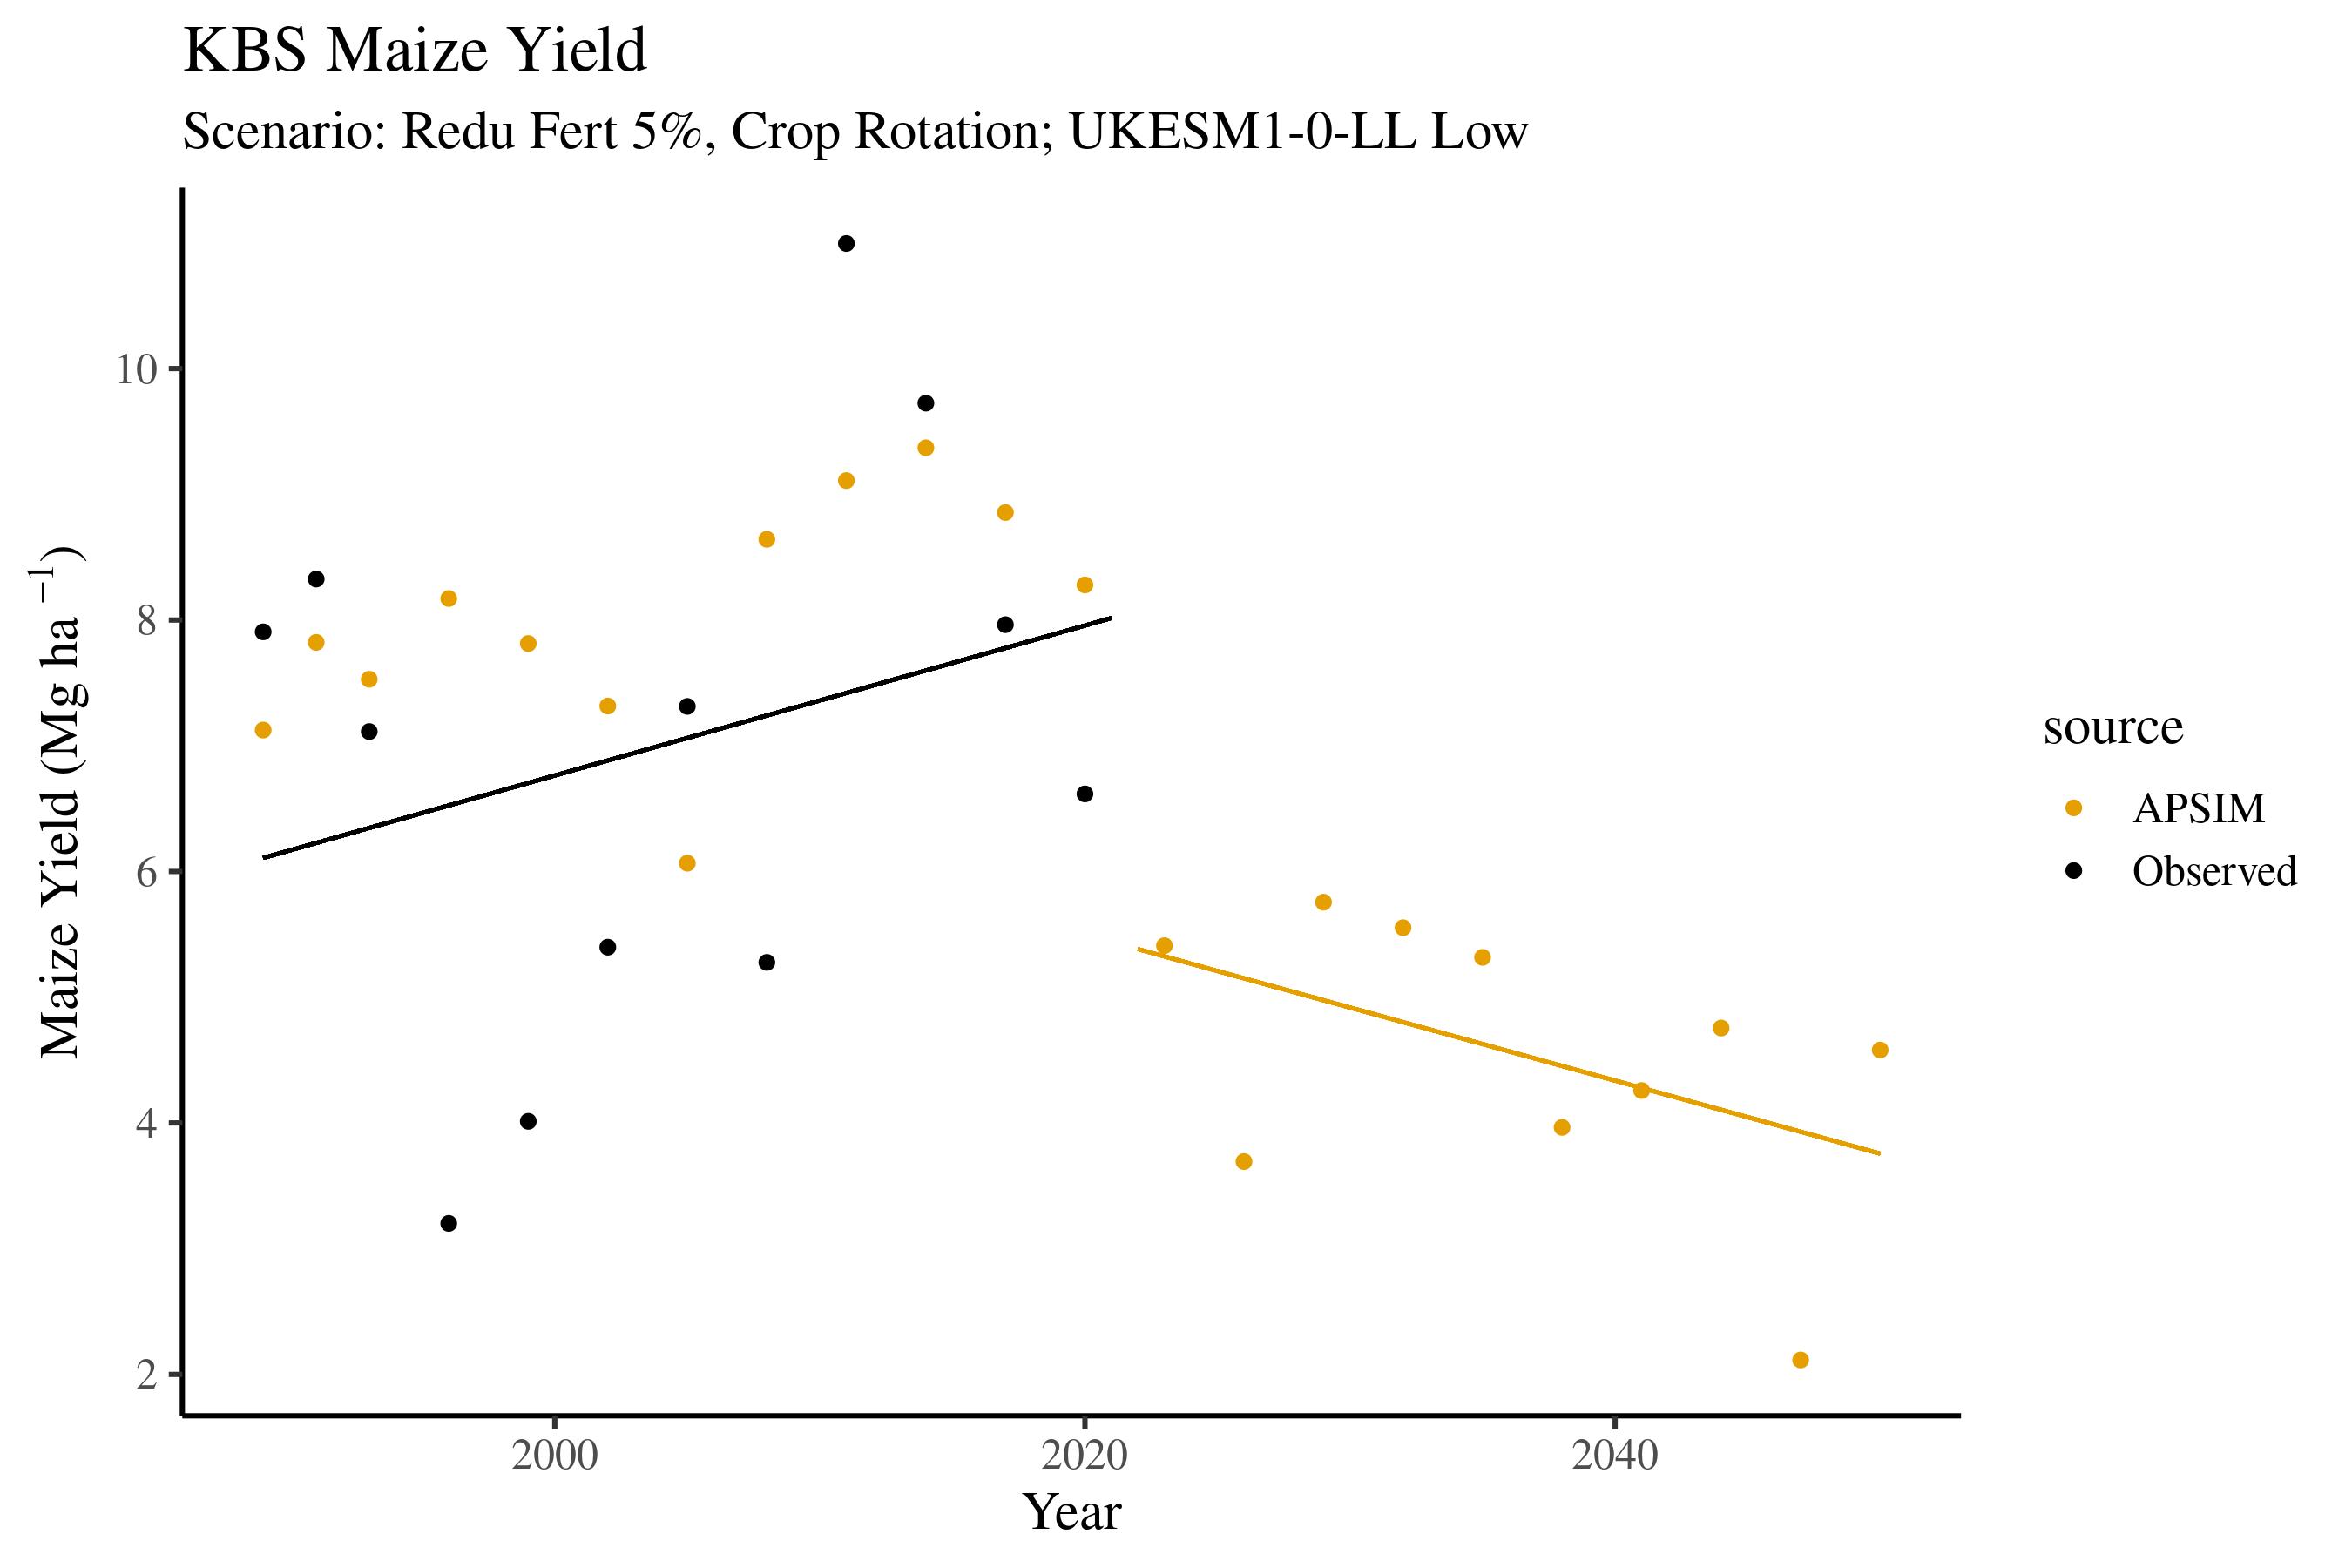 KBS Maize Yield
Scenario: Redu Fert 5%, Crop Rotation; UKESM1-0-LL Low
Maize Yield (Mg ha −1)
10
8
6
4
2
2000
2020
2040
Year
source
APSIM
Observed